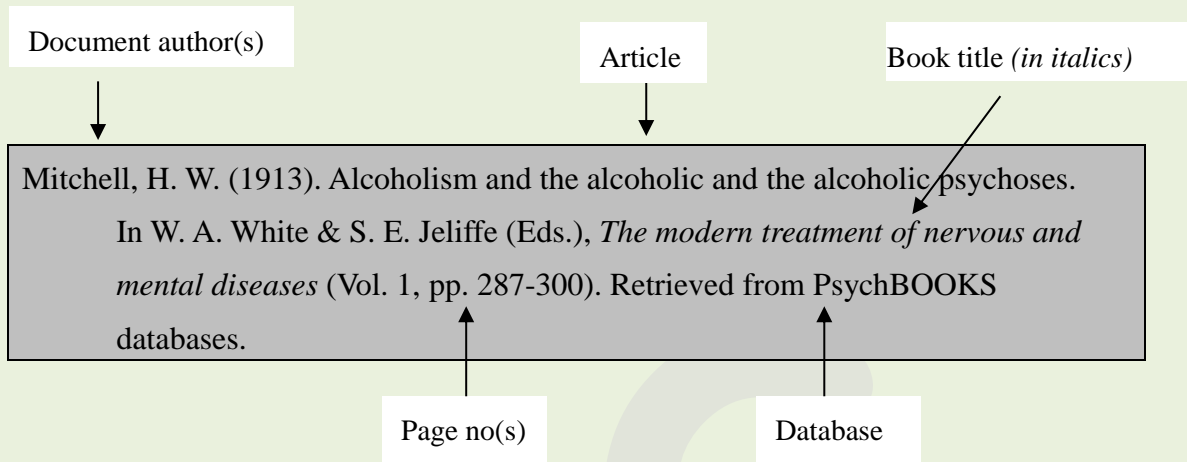 Document author(s)
Article
Book title (in italics)
Mitchell, H. W. (1913). Alcoholism and the alcoholic and the alcoholic psychoses.
In W. A. White & S. E. Jeliffe (Eds.), The modern treatment of nervous and
mental diseases (Vol. 1, pp. 287-300). Retrieved from PsychBOOKS
databases.
Page no(s)
Database